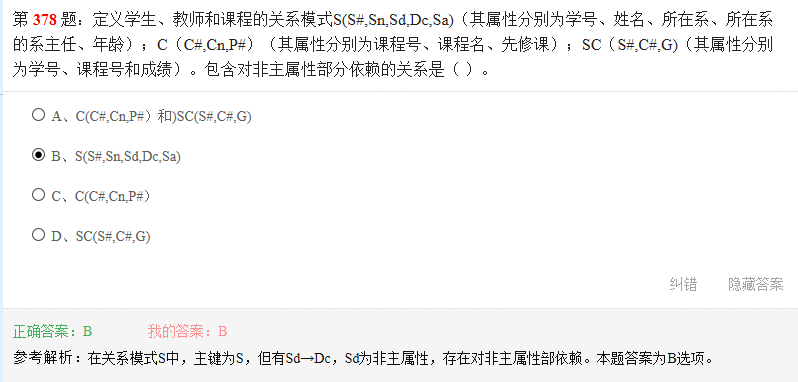 第 378 题：定义学生、教师和课程的关系模式S(S#,Sn,Sd,Dc,Sa)（其属性分别为学号、姓名、所在系、所在系
的系主任、年龄）；C（C#,Cn,P#）（其属性分别为课程号、课程名、先修课）；SC（S#,C#,G)（其属性分别
为学号、课程号和成绩）。包含对非主属性部分依赖的关系是（ ）。
A、C(C#,Cn,P#）和)SC(S#,C#,G)
B、S(S#,Sn,Sd,Dc,Sa)
C、C(C#,Cn,P#）
D、SC(S#,C#,G)
纠错 隐藏答案
正确答案：B 我的答案：B
参考解析：在关系模式S中，主键为S，但有Sd→Dc，Sd为非主属性，存在对非主属性部依赖。本题答案为B选项。